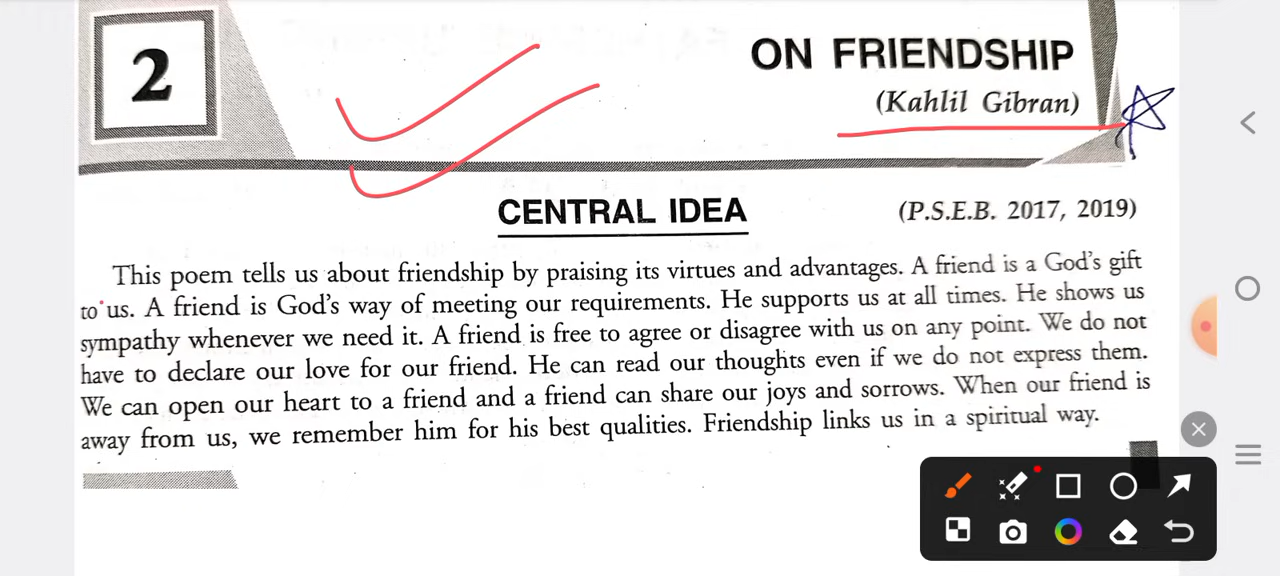 2
ON FRIENDSHIP
(Kahlil Gibran)
CENTRAL IDEA
(P.S.E.B. 2017, 2019)
This poem tells us about friendship by praising its virtues and advantages. A friend is a God's gift
to us. A friend is God's way of meeting our requirements. He supports us at all times. He shows us
sympathy whenever we need it. A friend is free to agree or disagree with us on any point. We do not
have to declare our love for our friend. He can read our thoughts even if we do not express them.
We can open our heart to a friend and a friend can share our joys and sorrows. When our friend is
away from us, we remember him for his best qualities. Friendship links us in a spiritual way.